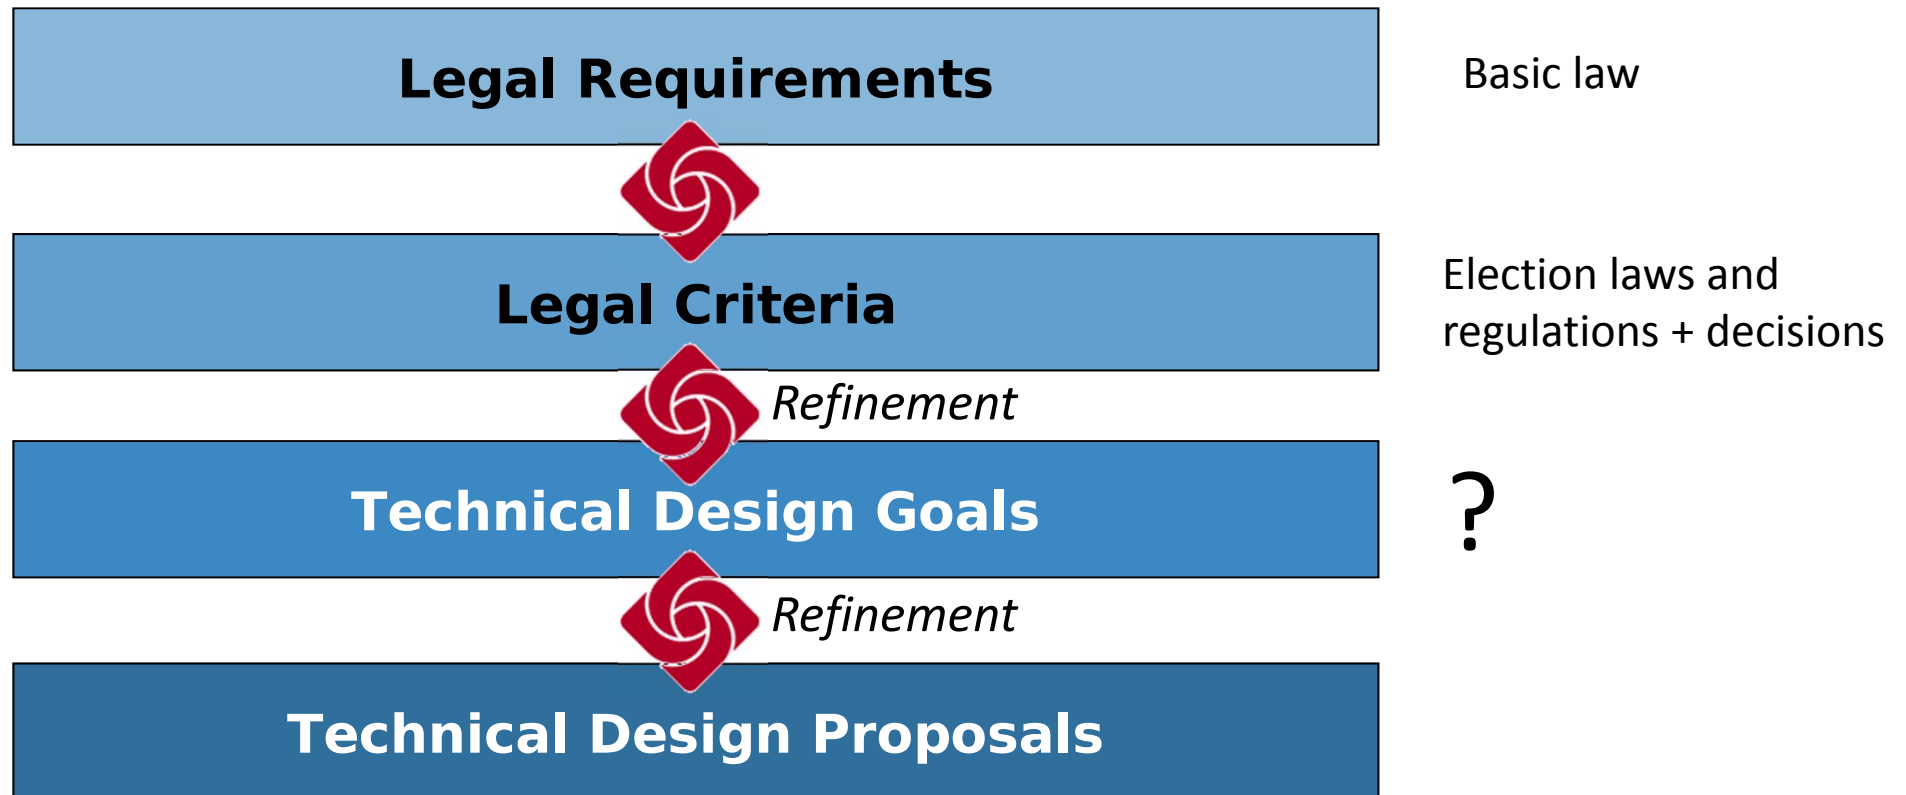 Legal Requirements
Basic law
Legal Criteria
Election laws and
regulations + decisions
Refinement
Technical Design Goals
?
Refinement
Technical Design Proposals